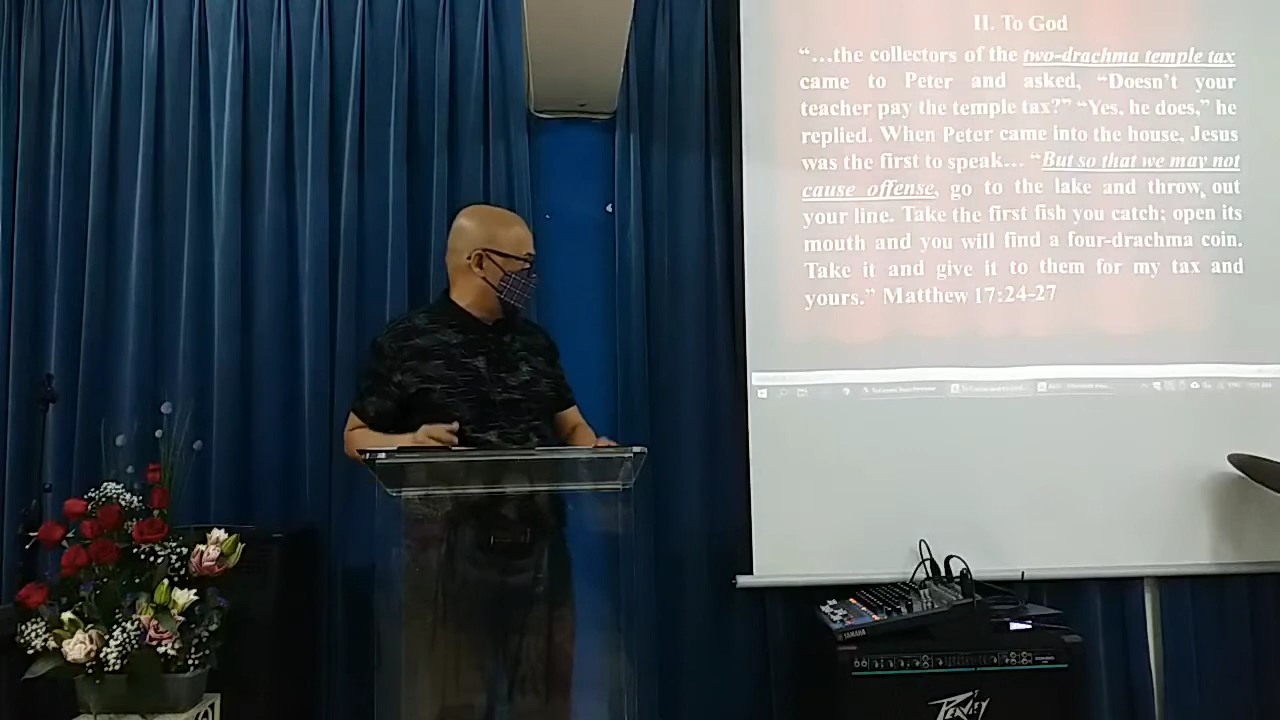 II. To God
“…the collectors of the two-drachma temple tax
came to Peter and asked, “Doesn’t your
teacher pay the temple tax?” “Yes, he does,” he
replied. When Peter came into the house, Jesus
was the first to speak… “But so that we may not
cause offense, go to the lake and throw out
your line. Take the first fish you catch; open its
mouth and you will find a four-drachma coin.
Take it and give it to them for my tax and
yours.” Matthew 17:24-27
YAMAHA
PEAVEY